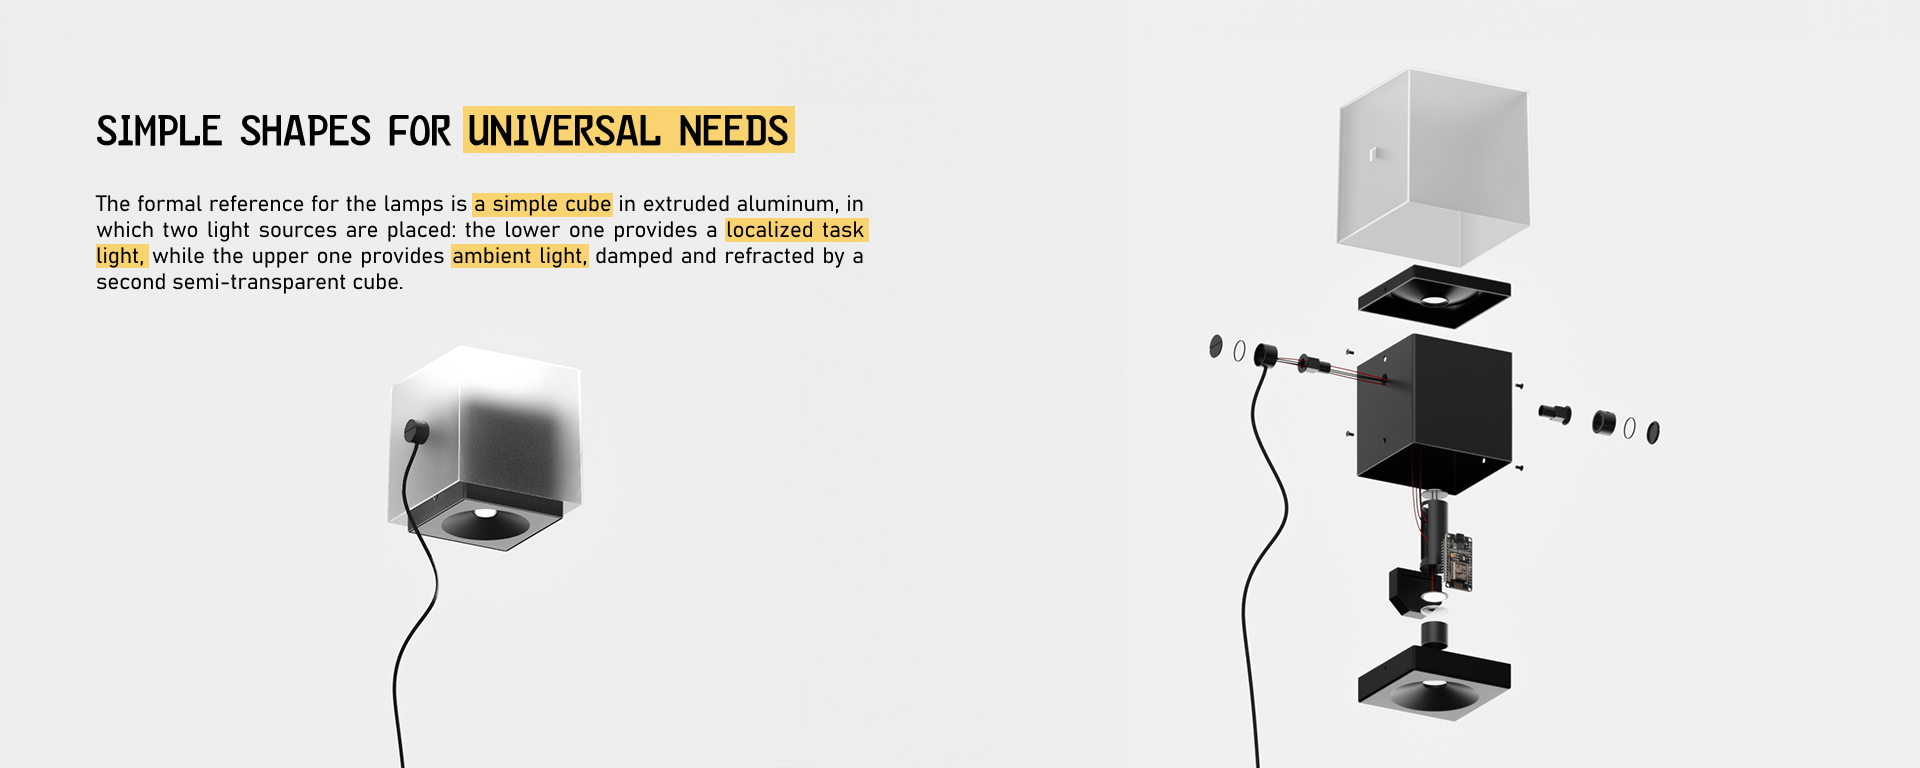 SIMPLE SHAPES FOR UNIVERSAL NEEDS
The formal reference for the lamps is a simple cube in extruded aluminum, in
which two light sources are placed: the lower one provides a localized task
light, while the upper one provides ambient light, damped and refracted by a
second semi-transparent cube.